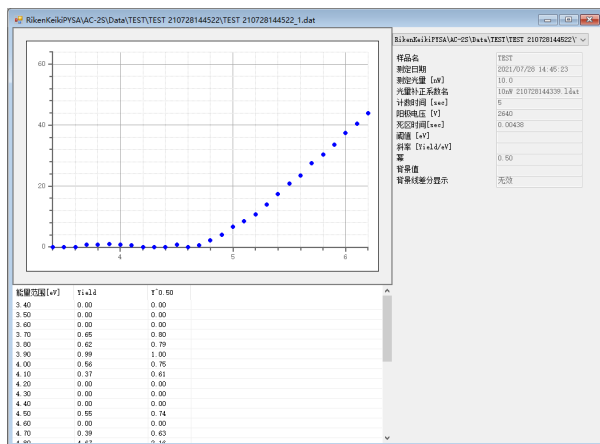 RikenKeikiPYSA\AC-2S\Data\TEST\TEST 210728144522\TEST 210728144522_1.dat
RikenKeikiPYSA\AC-2S\Data\TEST\TEST 210728144522\
样品名 TEST
测定日期 2021/07/28 14:45:23
测定光量 [nW] 10.0
光量补正系数名 10nW 210728144339.ldat
计数时间 [sec] 5
阳极电压 [V] 2640
死区时间[sec] 0.00438
阈值 [eV]
斜率 [Yield/eV]
幂 0.50
背景值
背景线差分显示 无效
60
40
20
0
4 5 6
能量范围[eV] Yield Y^0.50
3.40 0.00 0.00
3.50 0.00 0.00
3.60 0.00 0.00
3.70 0.65 0.80
3.80 0.62 0.79
3.90 0.99 1.00
4.00 0.56 0.75
4.10 0.37 0.61
4.20 0.00 0.00
4.30 0.00 0.00
4.40 0.00 0.00
4.50 0.55 0.74
4.60 0.00 0.00
4.70 0.39 0.63